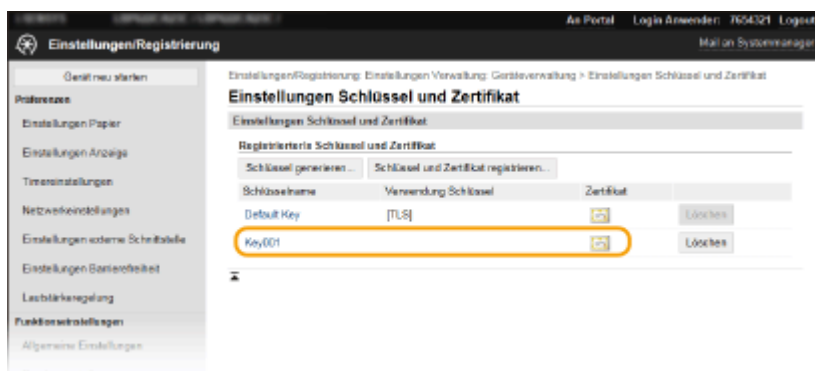 An Portal Login Anwender: 7654321 Logout
Einstellungen/Registrierung
Mail an Systemmanager
Gerät neu starten
Präferenzen
Einstellungen Papier
Einstellungen Anzeige
Timereinstellungen
Netzwerkeinstellungen
Einstellungen externe Schnittstelle
Einstellungen Barrierefreiheit
Lautstärkeregelung
Funktionseinstellungen
Allgemeine Einstellungen
Einstellungen/Registrierung: Einstellungen Verwaltung: Geräteverwaltung > Einstellungen Schlüssel und Zertifikat
Einstellungen Schlüssel und Zertifikat
Einstellungen Schlüssel und Zertifikat
Registrierterte Schlüssel und Zertifikat
Schlüssel generieren... Schlüssel und Zertifikat registrieren...
Schlüsselname Verwendung Schlüssel Zertifikat
Default Key [TLS] Löschen
Key001 Löschen